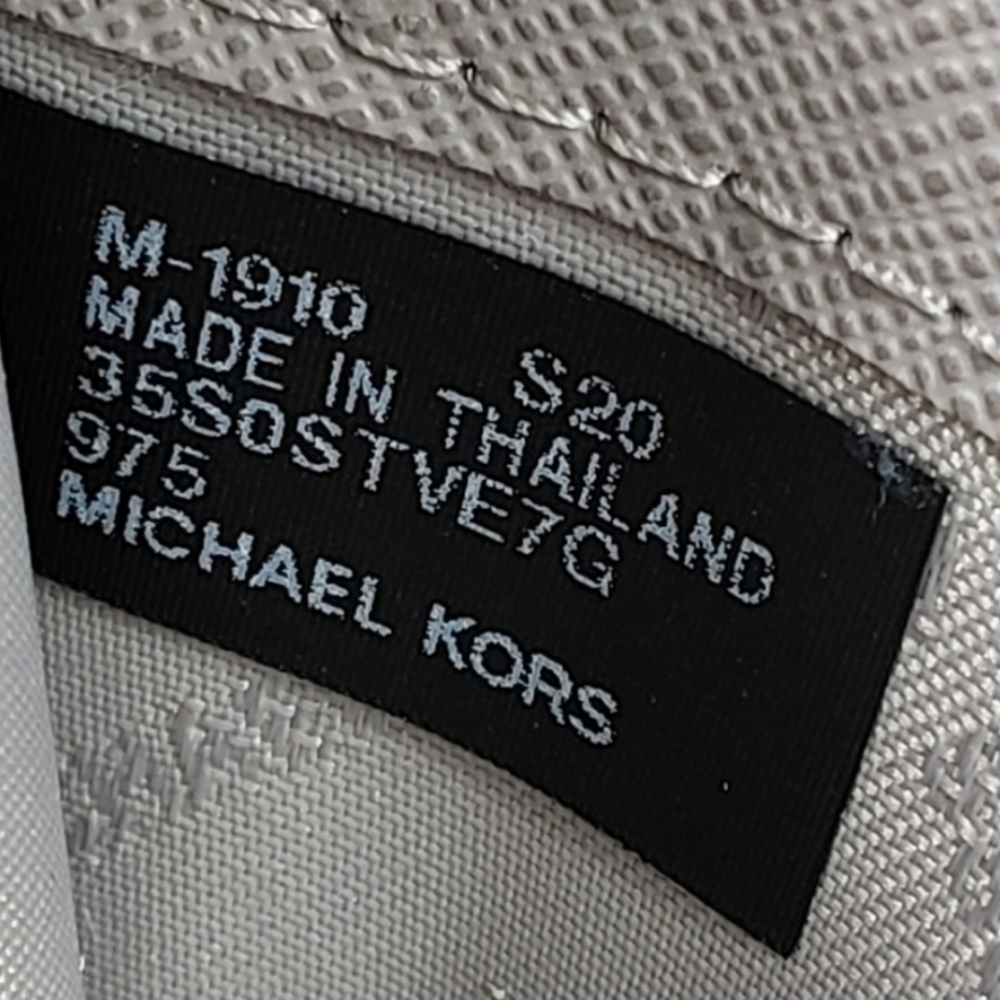 M-1910 S20
MADE IN THAILAND
35S0STVE7G
975
MICHAEL KORS